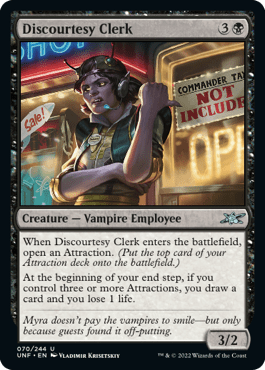 Discourtesy Clerk 3
SHOP
Sale!
COMMANDER TA
NOT
INCLUDE
OPE
Creature — Vampire Employee
When Discourtesy Clerk enters the battlefield,
open an Attraction. (Put the top card of your
Attraction deck onto the battlefield.)
At the beginning of your end step, if you
control three or more Attractions, you draw a
card and you lose 1 life.
Myra doesn't pay the vampires to smile—but only
because guests found it off-putting.
3/2
070/244 U
UNF • EN Vladimir Krisetskiy
™ & © 2022 Wizards of the Coast